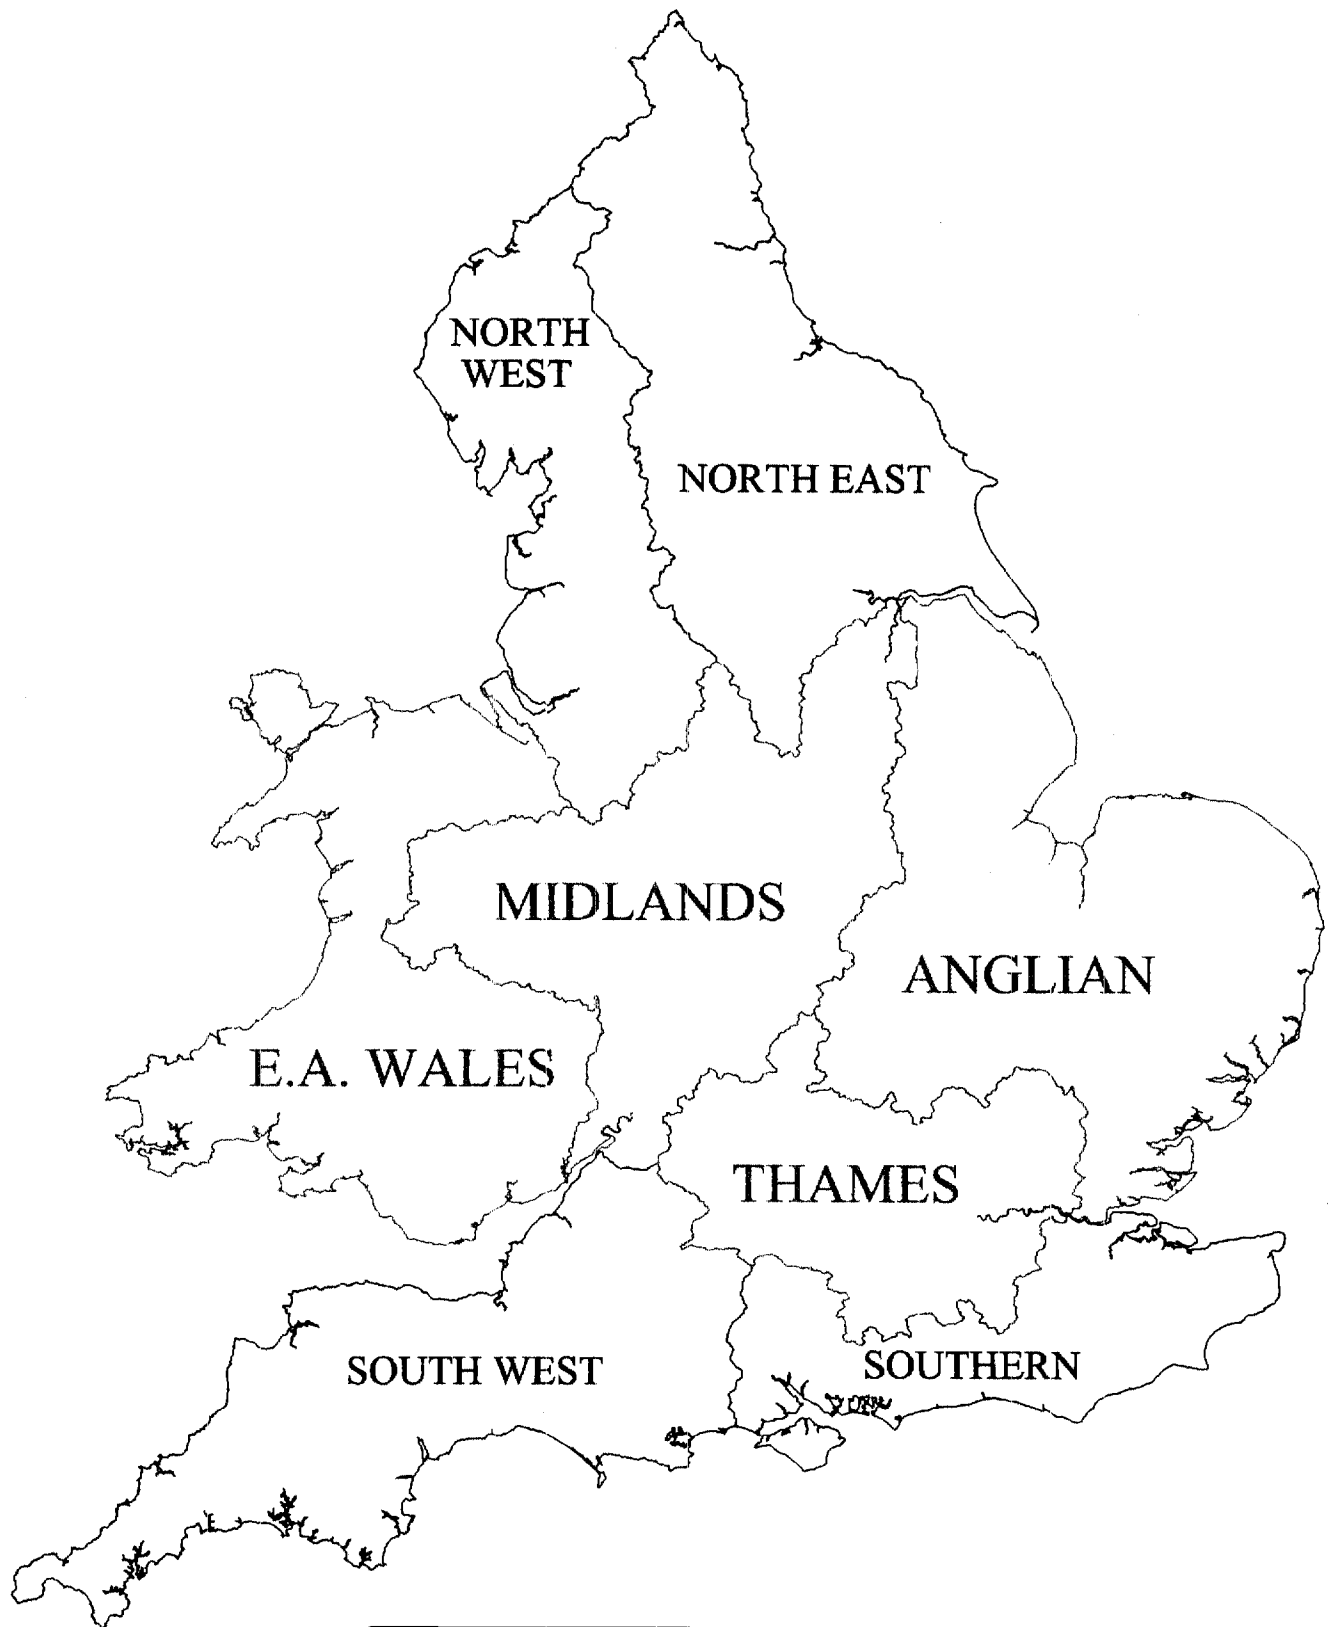 NORTH
WEST
NORTH EAST
MIDLANDS
ANGLIAN
E.A. WALES
THAMES
SOUTH WEST
SOUTHERN